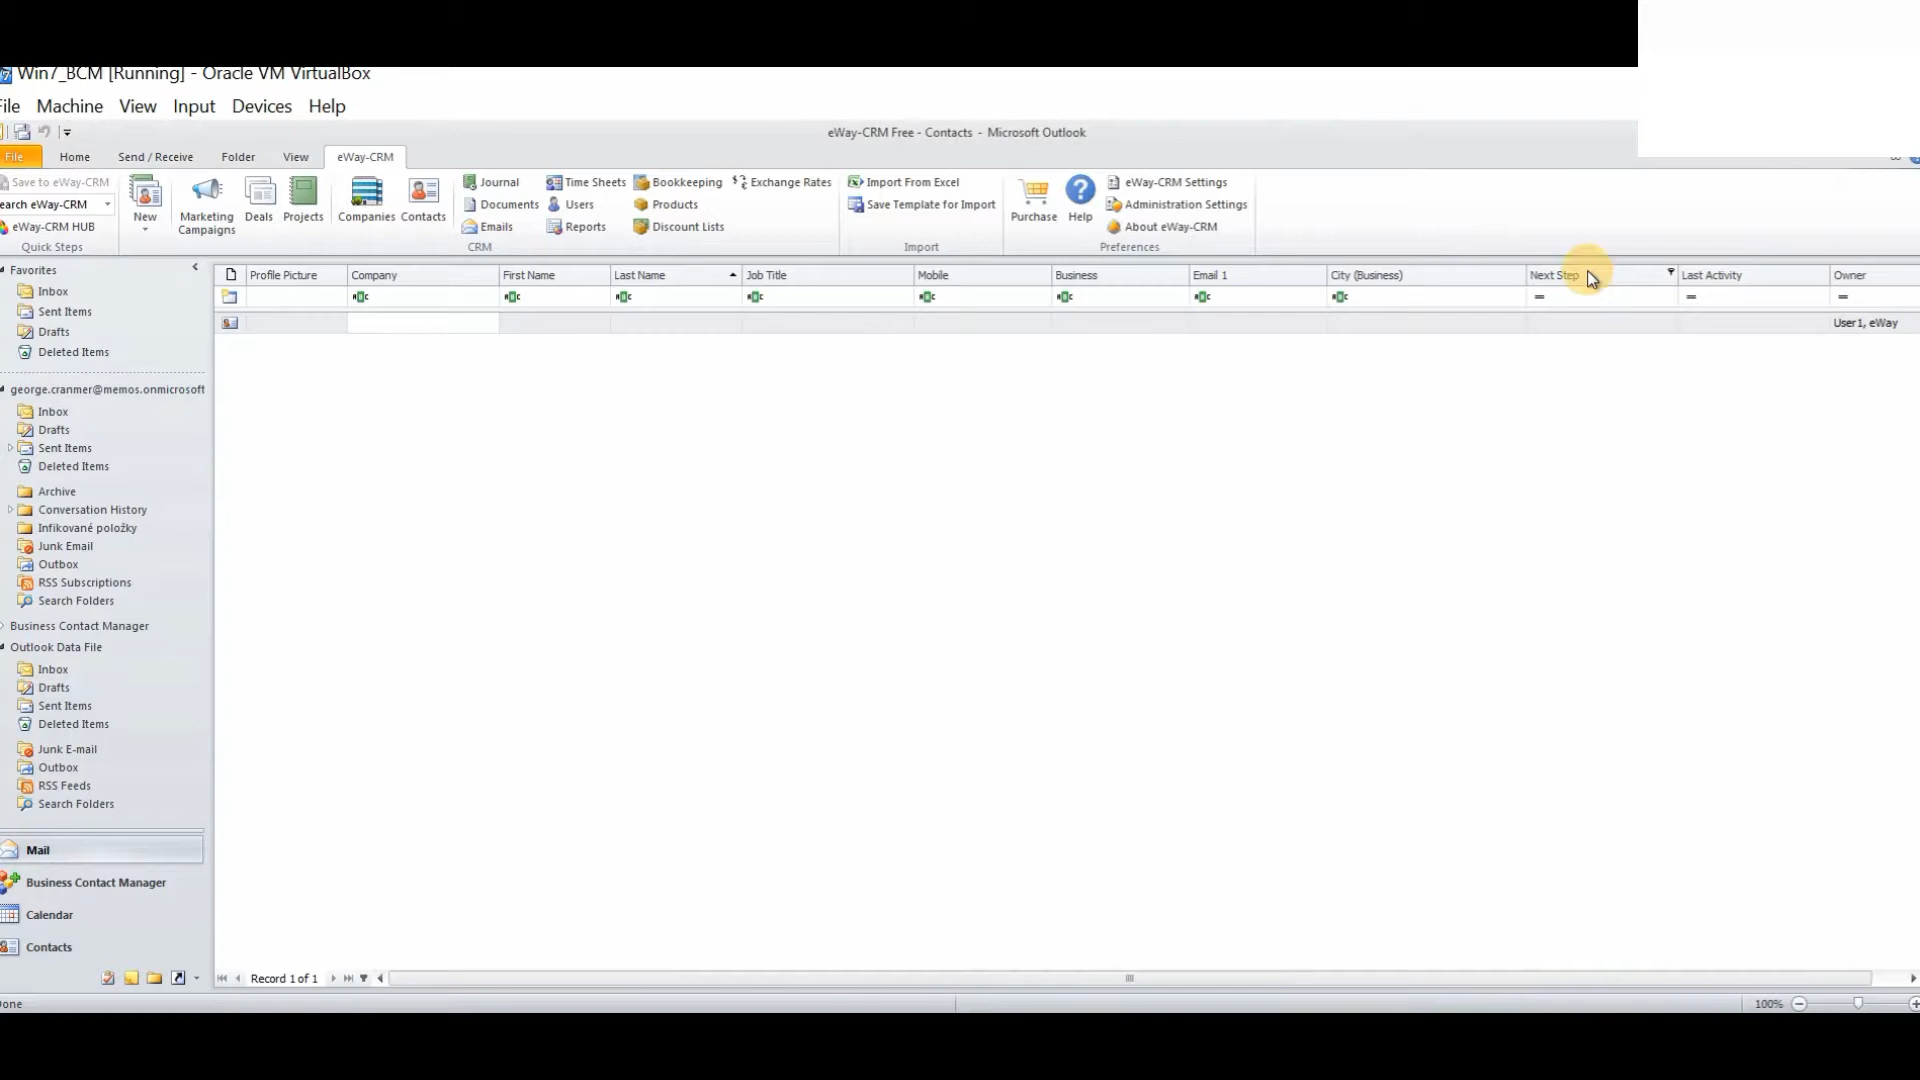 Win7_BCM [Running] - Oracle VM VirtualBox
File Machine View Input Devices Help
eWay-CRM Free - Contacts - Microsoft Outlook
File Home Send / Receive Folder View eWay-CRM
Save to eWay-CRM
earch eWay-CRM
eWay-CRM HUB
Quick Steps
New
Marketing
Campaigns
Deals
Projects
Companies
Contacts
Journal
Documents
Emails
Time Sheets
Users
Reports
Bookkeeping
Products
Discount Lists
Exchange Rates
CRM
Import From Excel
Save Template for Import
Import
Purchase
Help
eWay-CRM Settings
Administration Settings
About eWay-CRM
Preferences
Profile Picture Company First Name Last Name Job Title Mobile Business Email 1 City (Business) Next Step Last Activity Owner
User1, eWay
Favorites
Inbox
Sent Items
Drafts
Deleted Items
george.cranmer@memos.onmicrosoft
Inbox
Drafts
Sent Items
Deleted Items
Archive
Conversation History
Infikované položky
Junk Email
Outbox
RSS Subscriptions
Search Folders
Business Contact Manager
Outlook Data File
Inbox
Drafts
Sent Items
Deleted Items
Junk E-mail
Outbox
RSS Feeds
Search Folders
Mail
Business Contact Manager
Calendar
Contacts
Record 1 of 1
one
100%